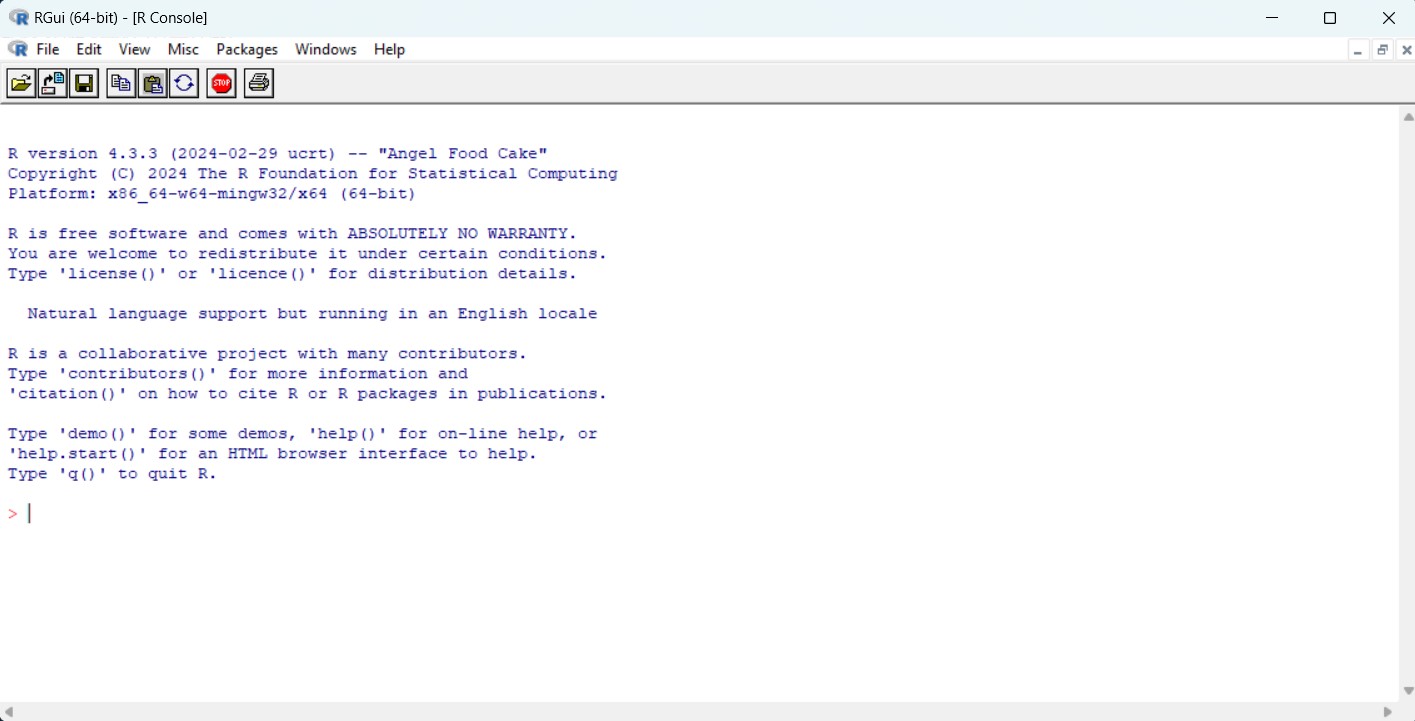 RGui (64-bit) - [R Console]
File Edit View Misc Packages Windows Help
STOP
R version 4.3.3 (2024-02-29 ucrt) -- "Angel Food Cake"
Copyright (C) 2024 The R Foundation for Statistical Computing
Platform: x86_64-w64-mingw32/x64 (64-bit)
R is free software and comes with ABSOLUTELY NO WARRANTY.
You are welcome to redistribute it under certain conditions.
Type 'license()' or 'licence()' for distribution details.
Natural language support but running in an English locale
R is a collaborative project with many contributors.
Type 'contributors()' for more information and
'citation()' on how to cite R or R packages in publications.
Type 'demo()' for some demos, 'help()' for on-line help, or
'help.start()' for an HTML browser interface to help.
Type 'q()' to quit R.
>